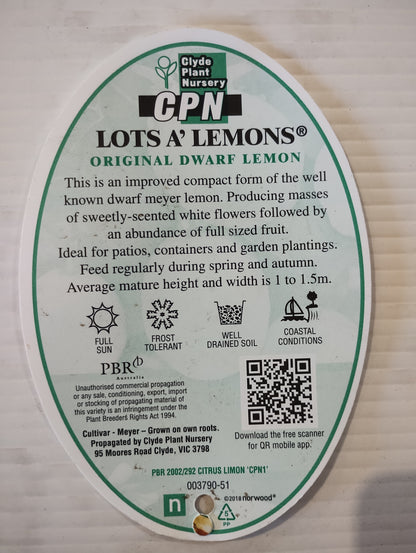 Clyde
Plant
Nursery
CPN
LOTS A' LEMONS®
ORIGINAL DWARF LEMON
This is an improved compact form of the well
known dwarf meyer lemon. Producing masses
of sweetly-scented white flowers followed by
an abundance of full sized fruit.
Ideal for patios, containers and garden plantings.
Feed regularly during spring and autumn.
Average mature height and width is 1 to 1.5m.
FULL
SUN
FROST
TOLERANT
WELL
DRAINED SOIL
COASTAL
CONDITIONS
PBR
Australia
Unauthorised commercial propagation
or any sale, conditioning, export, import
or stocking of propagating material of
this variety is an infringement under the
Plant Breeders Rights Act 1994.
Cultivar - Meyer – Grown on own roots.
Propagated by Clyde Plant Nursery
95 Moores Road Clyde, VIC 3798
Download the free scanner
for QR mobile app.
PBR 2002/292 CITRUS LIMON 'CPN1'
003790-51
n
©2018 norwood®
5
PP